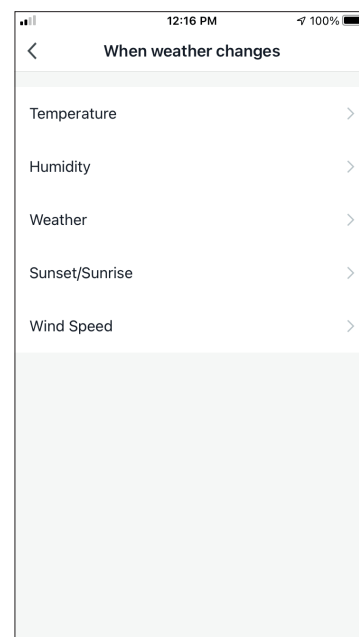 12:16 PM 100%
When weather changes
Temperature
Humidity
Weather
Sunset/Sunrise
Wind Speed